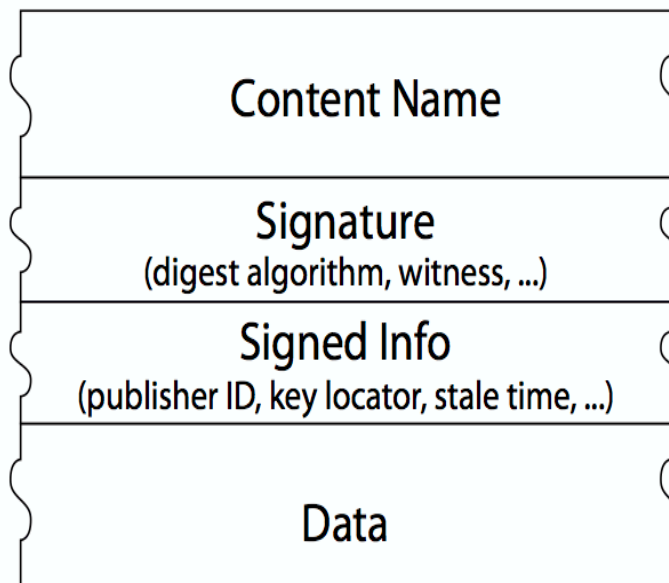 Content Name
Signature
(digest algorithm, witness, ...)
Signed Info
(publisher ID, key locator, stale time, ...)
Data